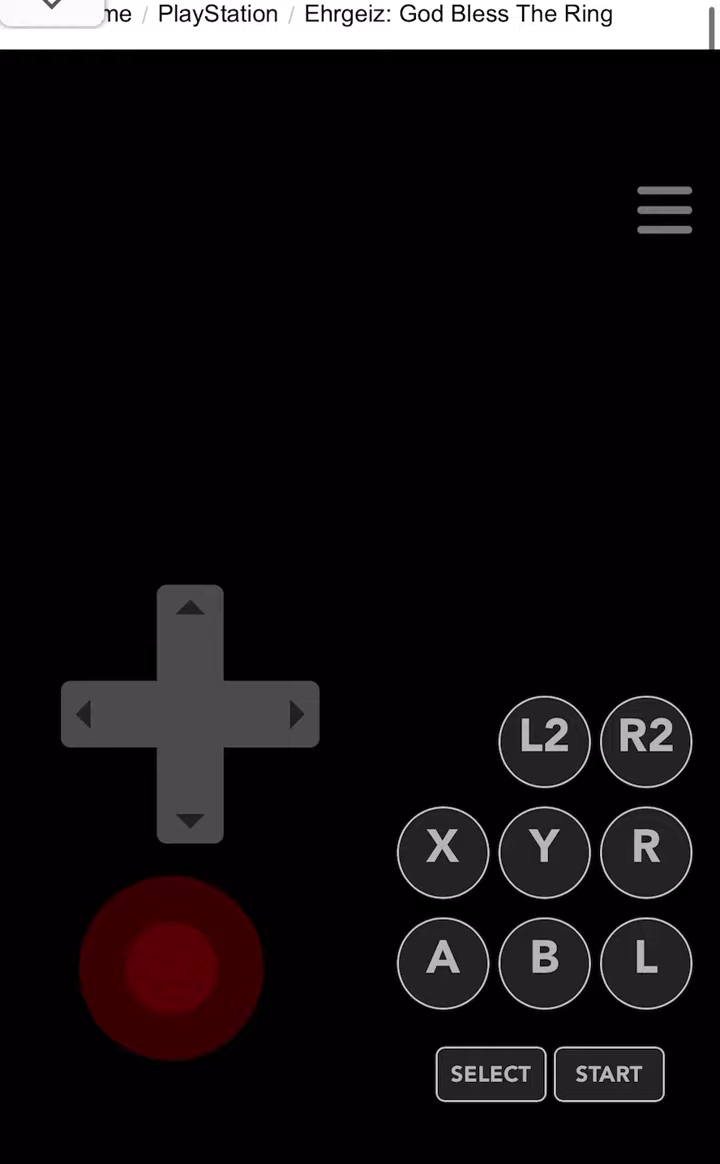 me / PlayStation / Ehrgeiz: God Bless The Ring
L2 R2
X Y R
A B L
SELECT START